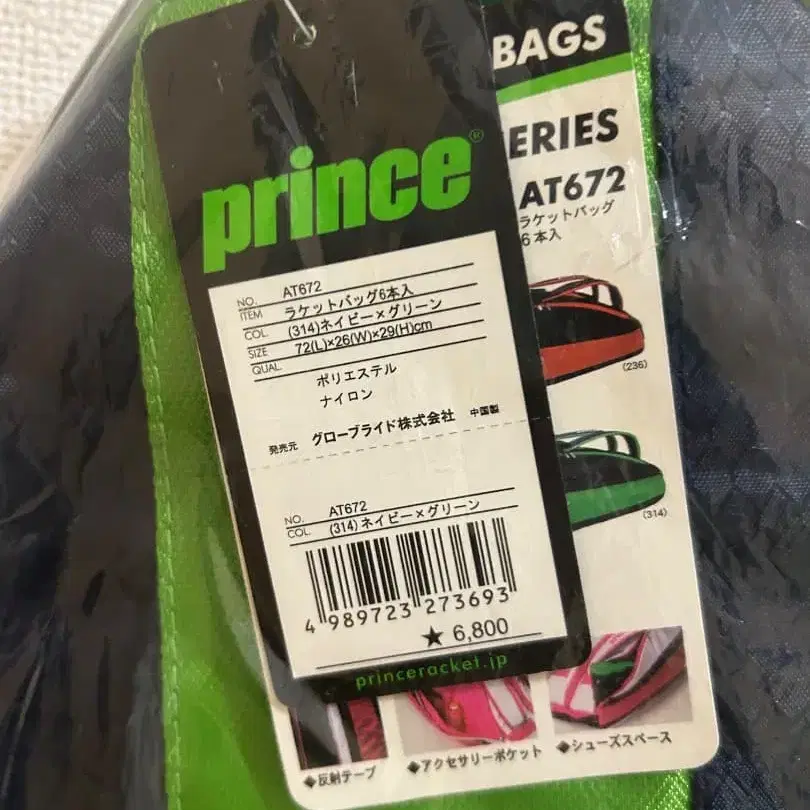 BAGS
ERIES
AT672
ラケットバッグ
6本入
(236)
(314)
prince®
NO. AT672
ITEM ラケットバッグ6本入
COL. (314)ネイビー×グリーン
SIZE 72(L)×26(W)×29(H)cm
QUAL.
ポリエステル
ナイロン
発売元 グローブライド株式会社 中国製
NO. AT672
COL. (314)ネイビー×グリーン
4 989723 273693
★ 6,800
princeracket.jp
◆反射テープ ◆アクセサリーポケット ◆シューズスペース